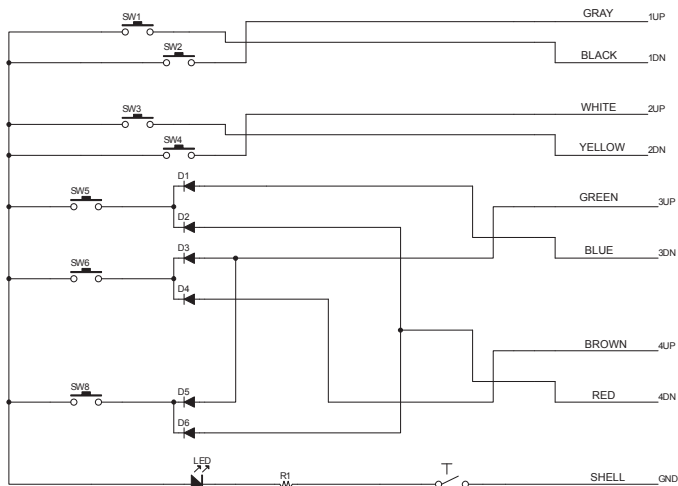 SW1
GRAY
1UP
SW2
BLACK
1DN
SW3
WHITE
2UP
SW4
YELLOW
2DN
D1
SW5
GREEN
3UP
D2
D3
BLUE
3DN
SW6
D4
BROWN
4UP
SW8
D5
RED
4DN
D6
LED
R1
SHELL
GND